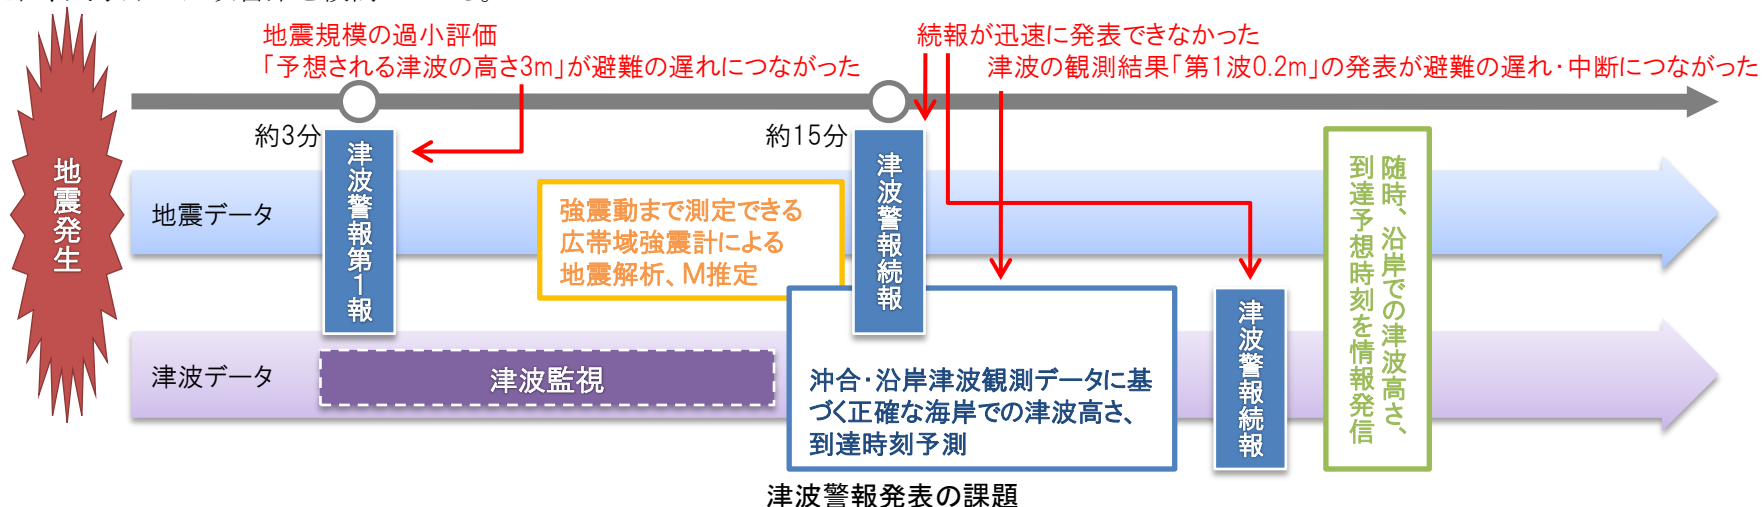 地震規模の過小評価
「予想される津波の高さ3m」が避難の遅れにつながった
続報が迅速に発表できなかった
津波の観測結果「第1波0.2m」の発表が避難の遅れ・中断につながった
約3分
約15分
地震発生
津波警報第1報
津波警報続報
随時、沿岸での津波高さ、
到達予想時刻を情報発信
地震データ
強震動まで測定できる
広帯域強震計による
地震解析、M推定
津波データ
津波監視
沖合・沿岸津波観測データに基
づく正確な海岸での津波高さ、
到達時刻予測
津波警報続報
津波警報発表の課題